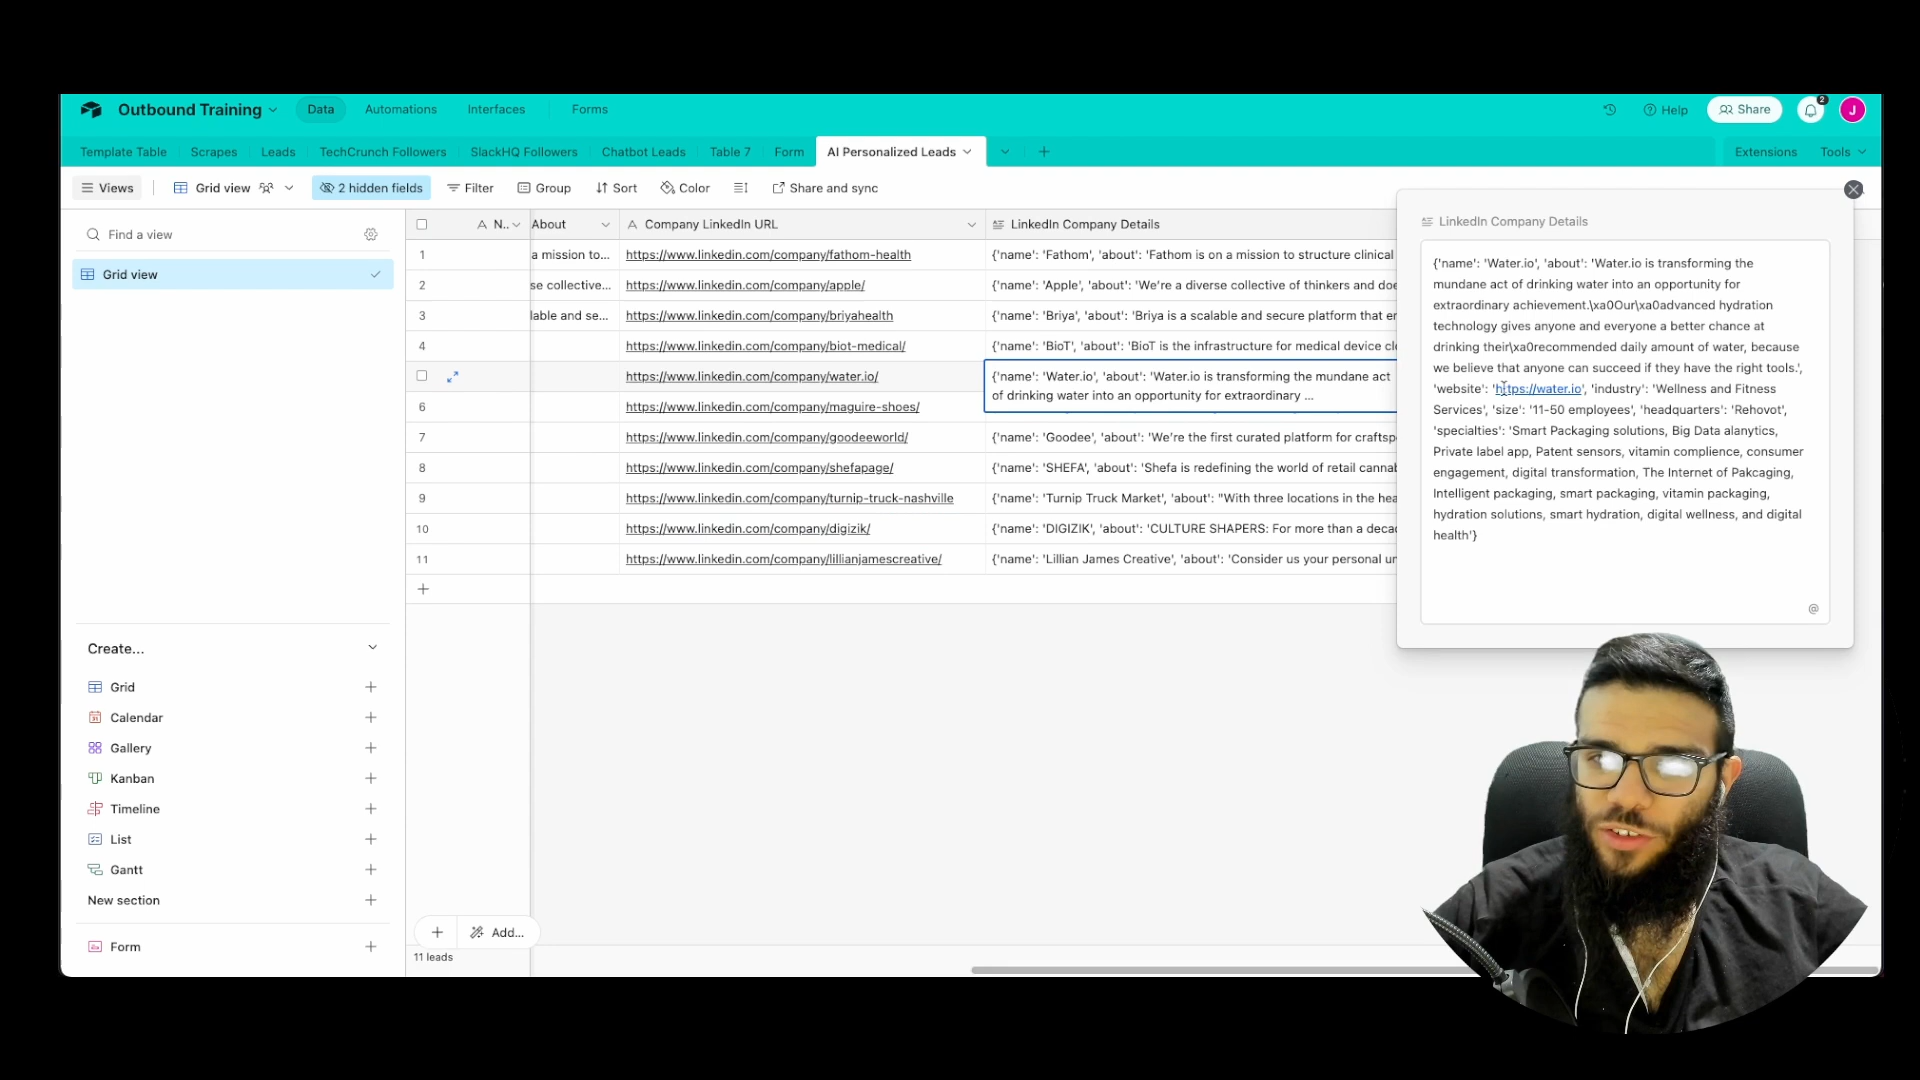 Outbound Training
Data
Automations
Interfaces
Forms
Help
Share
2
J
Template Table
Scrapes
Leads
TechCrunch Followers
SlackHQ Followers
Chatbot Leads
Table 7
Form
AI Personalized Leads
Extensions
Tools
Views
Grid view
2 hidden fields
Filter
Group
Sort
Color
Share and sync
Find a view
Grid view
Create...
Grid
Calendar
Gallery
Kanban
Timeline
List
Gantt
New section
Form
N..
About
Company LinkedIn URL
LinkedIn Company Details
1 a mission to... https://www.linkedin.com/company/fathom-health {'name': 'Fathom', 'about': 'Fathom is on a mission to structure clinical
2 se collective... https://www.linkedin.com/company/apple/ {'name': 'Apple', 'about': 'We're a diverse collective of thinkers and doe
3 lable and se... https://www.linkedin.com/company/briyahealth {'name': 'Briya', 'about': 'Briya is a scalable and secure platform that er
4 https://www.linkedin.com/company/biot-medical/ {'name': 'BioT', 'about': 'BioT is the infrastructure for medical device cl
https://www.linkedin.com/company/water.io/ {'name': 'Water.io', 'about': 'Water.io is transforming the mundane act
of drinking water into an opportunity for extraordinary ...
6 https://www.linkedin.com/company/maguire-shoes/
7 https://www.linkedin.com/company/goodeeworld/ {'name': 'Goodee', 'about': 'We're the first curated platform for craftsp
8 https://www.linkedin.com/company/shefapage/ {'name': 'SHEFA', 'about': 'Shefa is redefining the world of retail cannab
9 https://www.linkedin.com/company/turnip-truck-nashville {'name': 'Turnip Truck Market', 'about': "With three locations in the hea
10 https://www.linkedin.com/company/digizik/ {'name': 'DIGIZIK', 'about': 'CULTURE SHAPERS: For more than a deca
11 https://www.linkedin.com/company/lillianjamescreative/ {'name': 'Lillian James Creative', 'about': 'Consider us your personal un
Add...
11 leads
LinkedIn Company Details
{'name': 'Water.io', 'about': 'Water.io is transforming the
mundane act of drinking water into an opportunity for
extraordinary achievement.\xa0Our\xa0advanced hydration
technology gives anyone and everyone a better chance at
drinking their\xa0recommended daily amount of water, because
we believe that anyone can succeed if they have the right tools.',
'website': 'https://water.io', 'industry': 'Wellness and Fitness
Services', 'size': '11-50 employees', 'headquarters': 'Rehovot',
'specialties': 'Smart Packaging solutions, Big Data alanytics,
Private label app, Patent sensors, vitamin complience, consumer
engagement, digital transformation, The Internet of Pakcaging,
Intelligent packaging, smart packaging, vitamin packaging,
hydration solutions, smart hydration, digital wellness, and digital
health'}
@